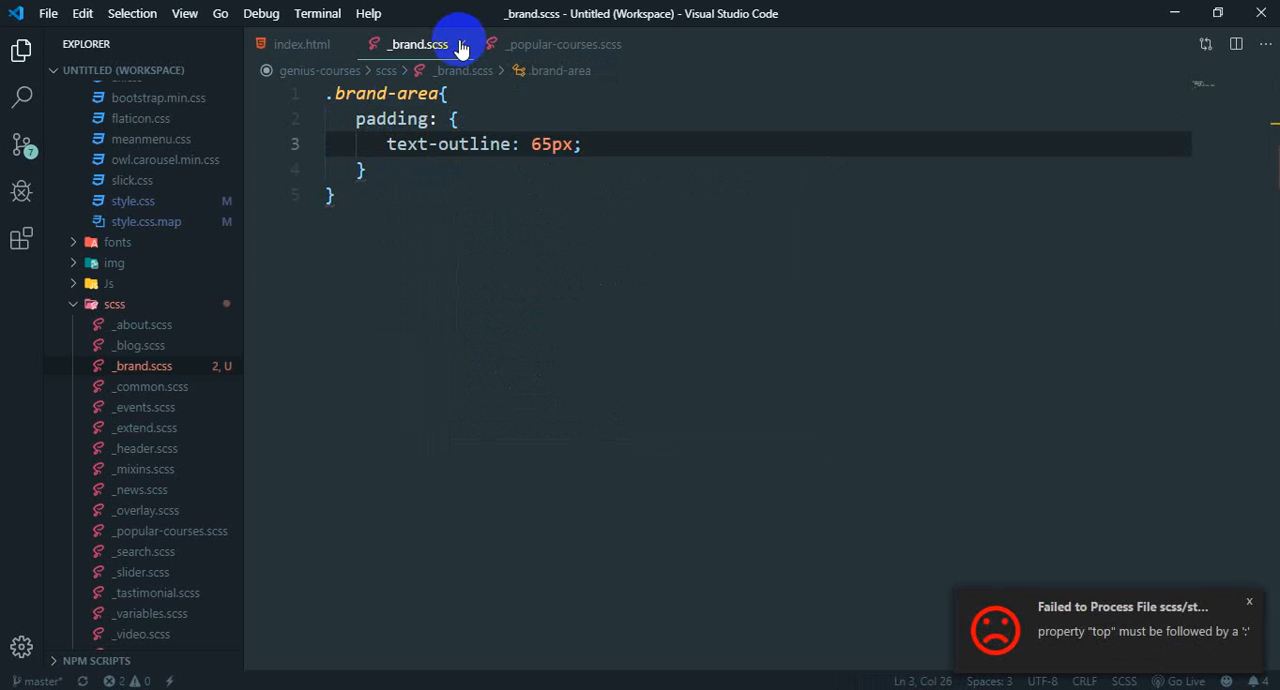 File Edit Selection View Go Debug Terminal Help
_brand.scss - Untitled (Workspace) - Visual Studio Code
EXPLORER
index.html
_brand.scss
_popular-courses.scss
UNTITLED (WORKSPACE)
genius-courses > scss > _brand.scss > .brand-area
bootstrap.min.css
flaticon.css
meanmenu.css
owl.carousel.min.css
slick.css
style.css M
style.css.map M
fonts
img
Js
scss
_about.scss
_blog.scss
_brand.scss 2, U
_common.scss
_events.scss
_extend.scss
_header.scss
_mixins.scss
_news.scss
_overlay.scss
_popular-courses.scss
_search.scss
_slider.scss
_tastimonial.scss
_variables.scss
_video.scss
NPM SCRIPTS
7
1 .brand-area{
2 padding: {
3 text-outline: 65px;
4 }
5 }
Failed to Process File scss/st... x
property "top" must be followed by a ':'
master* 2 0
Ln 3, Col 26 Spaces: 3 UTF-8 CRLF SCSS Go Live 4